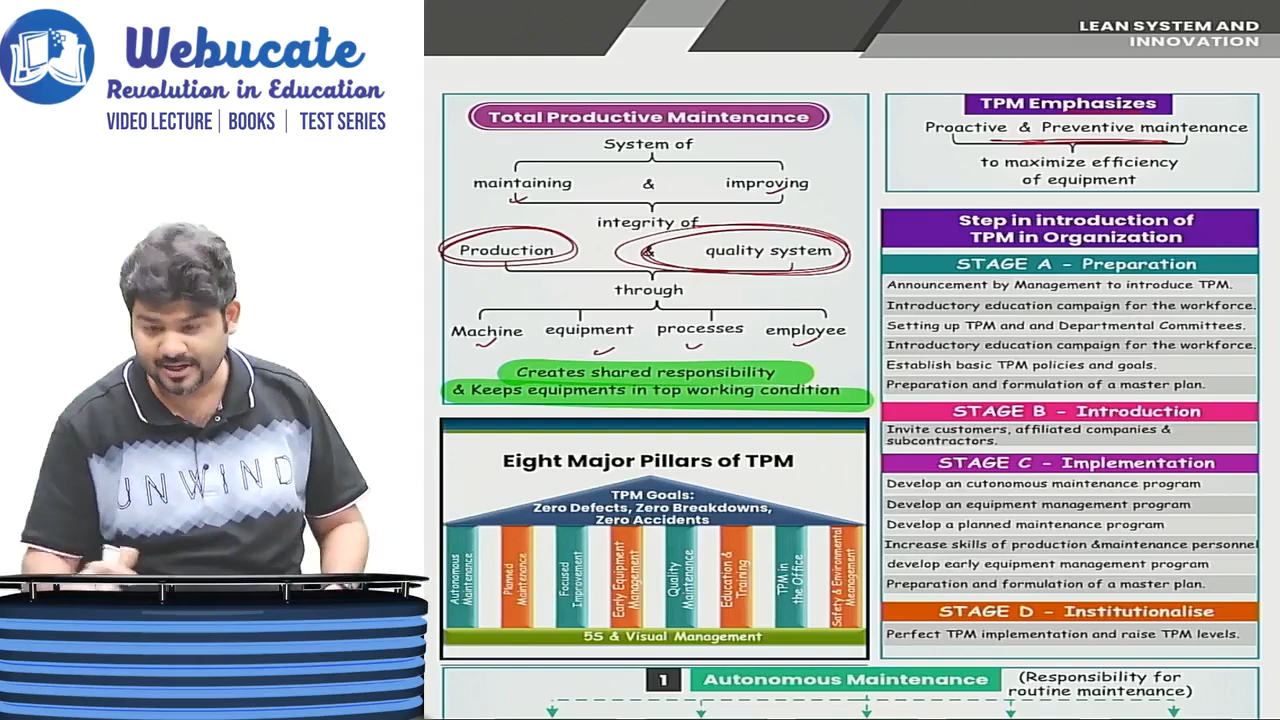 Webucate
Revolution in Education
VIDEO LECTURE | BOOKS | TEST SERIES
UNWIND
LEAN SYSTEM AND
INNOVATION
Total Productive Maintenance
System of
maintaining & improving
integrity of
Production & quality system
through
Machine equipment processes employee
Creates shared responsibility
& Keeps equipments in top working condition
Eight Major Pillars of TPM
TPM Goals:
Zero Defects, Zero Breakdowns,
Zero Accidents
Autonomous
Maintenance
Planned
Maintenance
Focused
Improvement
Early Equipment
Management
Quality
Maintenance
Education &
Training
TPM in
the Office
Safety & Environmental
Meanagement
5S & Visual Management
TPM Emphasizes
Proactive & Preventive maintenance
to maximize efficiency
of equipment
Step in introduction of
TPM in Organization
STAGE A - Preparation
Announcement by Management to introduce TPM.
Introductory education campaign for the workforce.
Setting up TPM and and Departmental Committees.
Introductory education campaign for the workforce.
Establish basic TPM policies and goals.
Preparation and formulation of a master plan.
STAGE B - Introduction
Invite customers, affiliated companies &
subcontractors.
STAGE C - Implementation
Develop an cutonomous maintenance program
Develop an equipment management program
Develop a planned maintenance program
Increase skills of production &maintenance personnel
develop early equipment management program
Preparation and formulation of a master plan.
STAGE D - Institutionalise
Perfect TPM implementation and raise TPM levels.
1 Autonomous Maintenance (Responsibility for
routine maintenance)